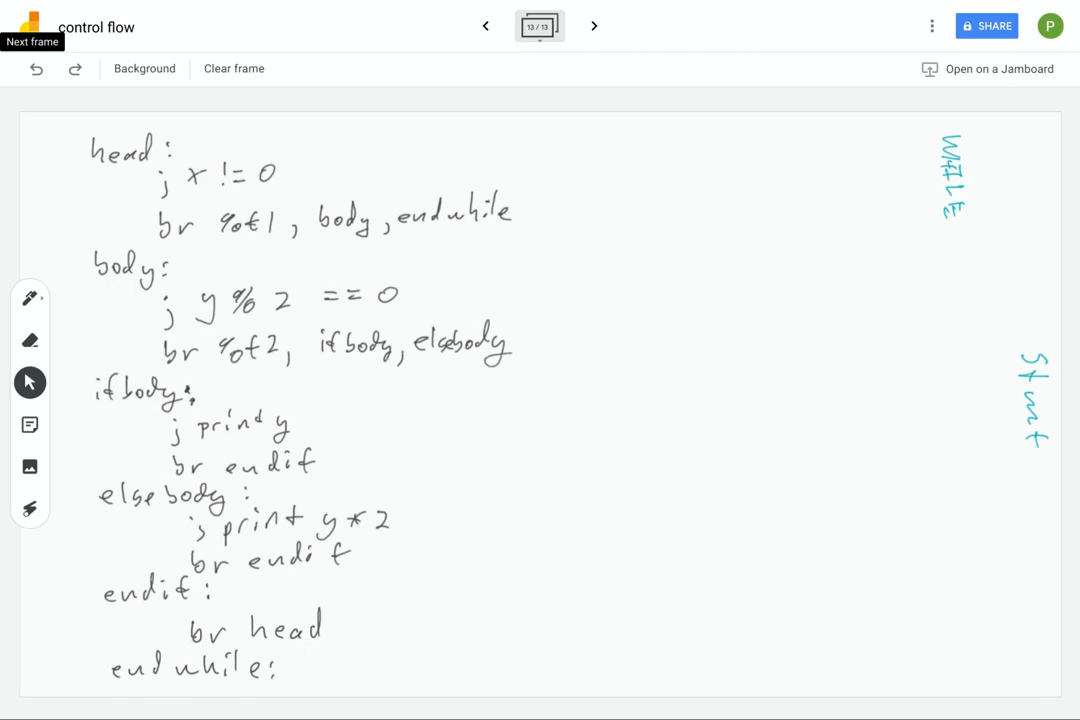 control flow
Next frame
13 / 13
SHARE
P
Background
Clear frame
Open on a Jamboard
head:
; x != 0
br %t1, body, endwhile
body:
; y % 2 == 0
br %t2, ifbody, elsebody
ifbody:
; print y
br endif
elsebody:
; print y * 2
br endif
endif:
br head
endwhile:
WHILE
Stmt